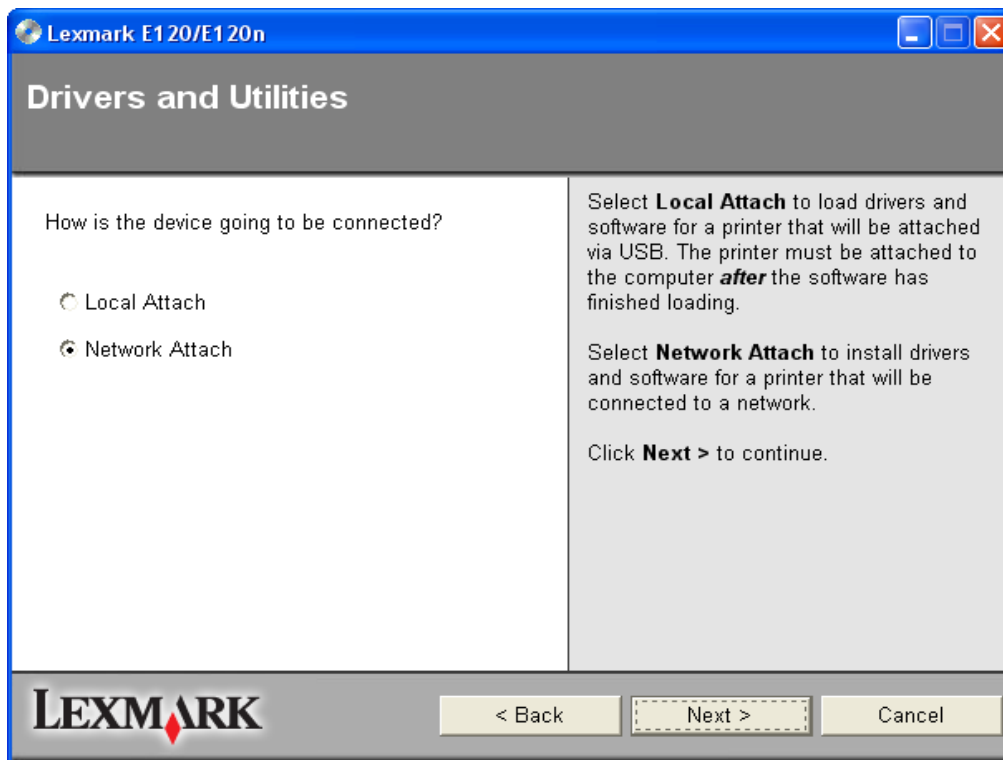 Lexmark E120/E120n
Drivers and Utilities
How is the device going to be connected?
Local Attach
Network Attach
Select Local Attach to load drivers and
software for a printer that will be attached
via USB. The printer must be attached to
the computer after the software has
finished loading.
Select Network Attach to install drivers
and software for a printer that will be
connected to a network.
Click Next > to continue.
LEXMARK
< Back
Next >
Cancel